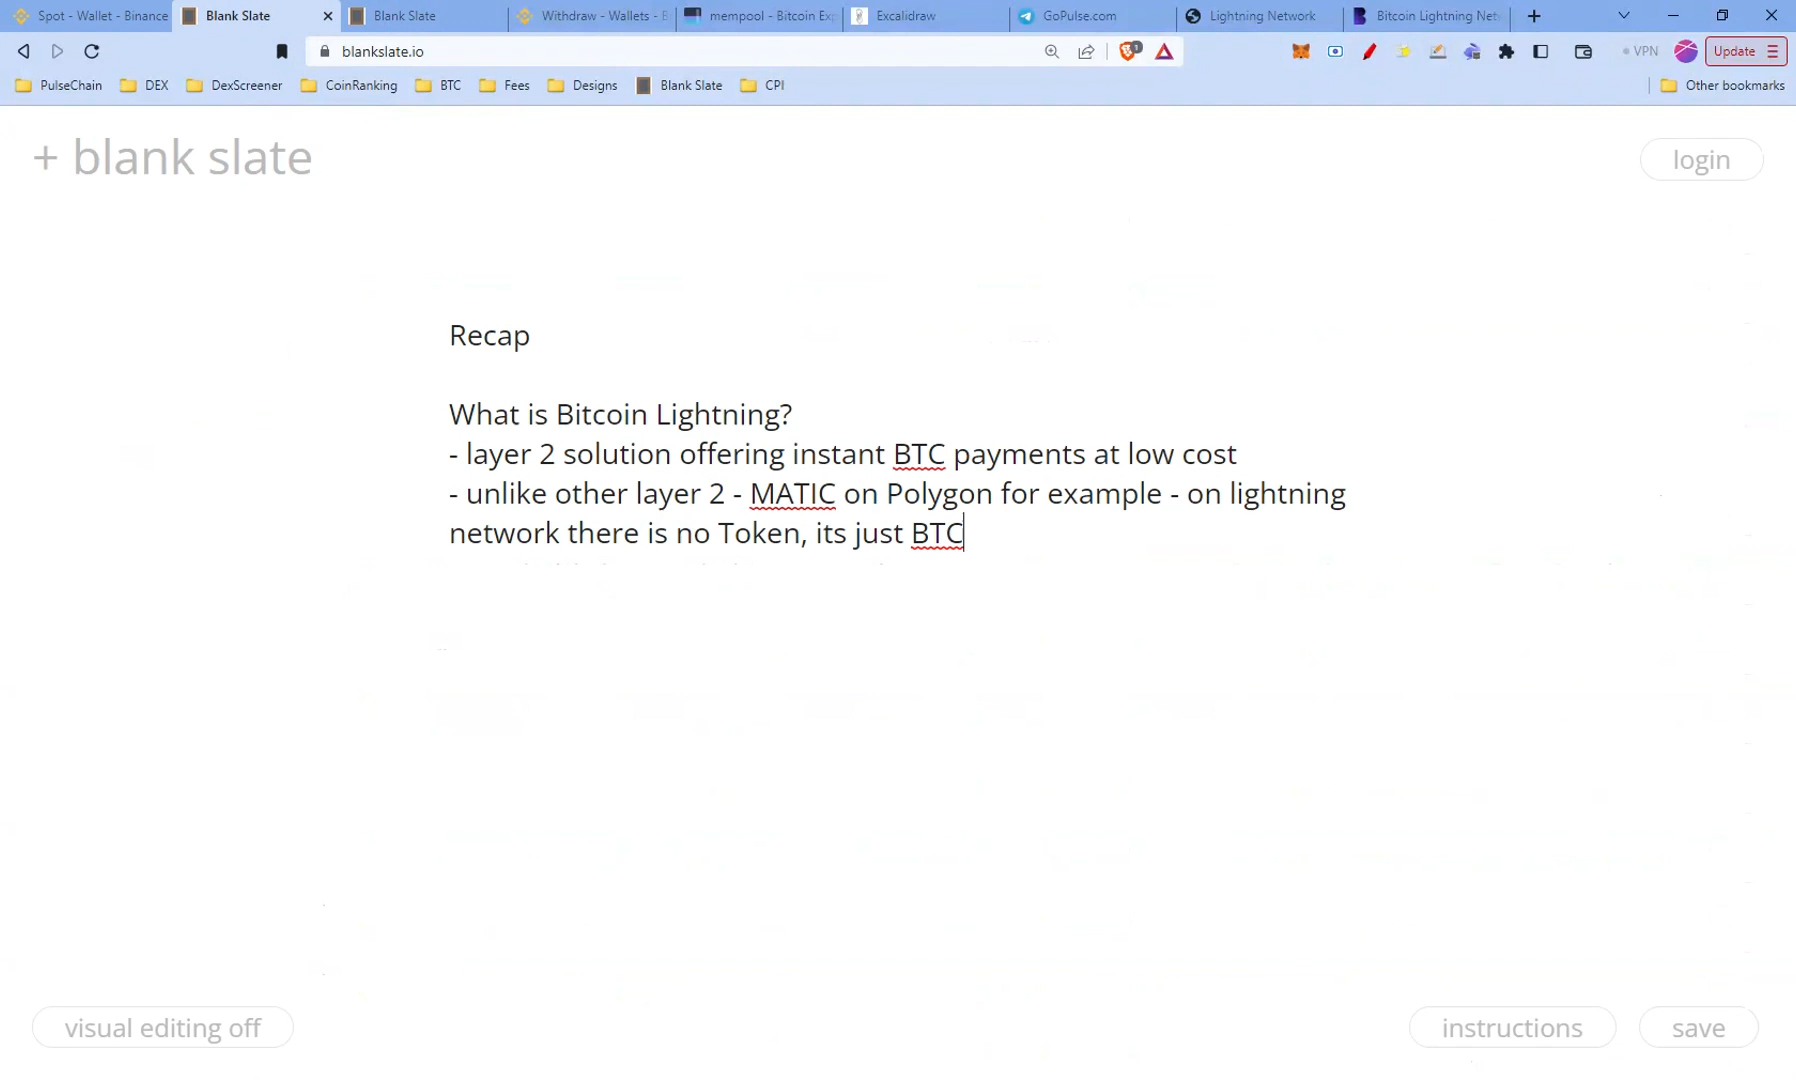 Spot - Wallet - Binance
Blank Slate
Blank Slate
Withdraw - Wallets - B
mempool - Bitcoin Exp
Excalidraw
GoPulse.com
Lightning Network
Bitcoin Lightning Net
blankslate.io
1
VPN
Update
PulseChain
DEX
DexScreener
CoinRanking
BTC
Fees
Designs
Blank Slate
CPI
Other bookmarks
+ blank slate
login
Recap
What is Bitcoin Lightning?
- layer 2 solution offering instant BTC payments at low cost
- unlike other layer 2 - MATIC on Polygon for example - on lightning
network there is no Token, its just BTC
visual editing off
instructions
save